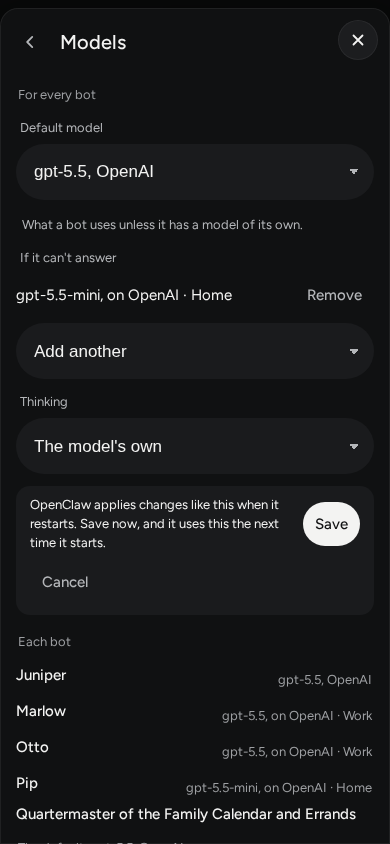 Models
For every bot
Default model
gpt-5.5, OpenAI
What a bot uses unless it has a model of its own.
If it can't answer
gpt-5.5-mini, on OpenAI · Home
Remove
Add another
Thinking
The model's own
OpenClaw applies changes like this when it
restarts. Save now, and it uses this the next
time it starts.
Save
Cancel
Each bot
Juniper
gpt-5.5, OpenAI
Marlow
gpt-5.5, on OpenAI · Work
Otto
gpt-5.5, on OpenAI · Work
Pip
gpt-5.5-mini, on OpenAI · Home
Quartermaster of the Family Calendar and Errands